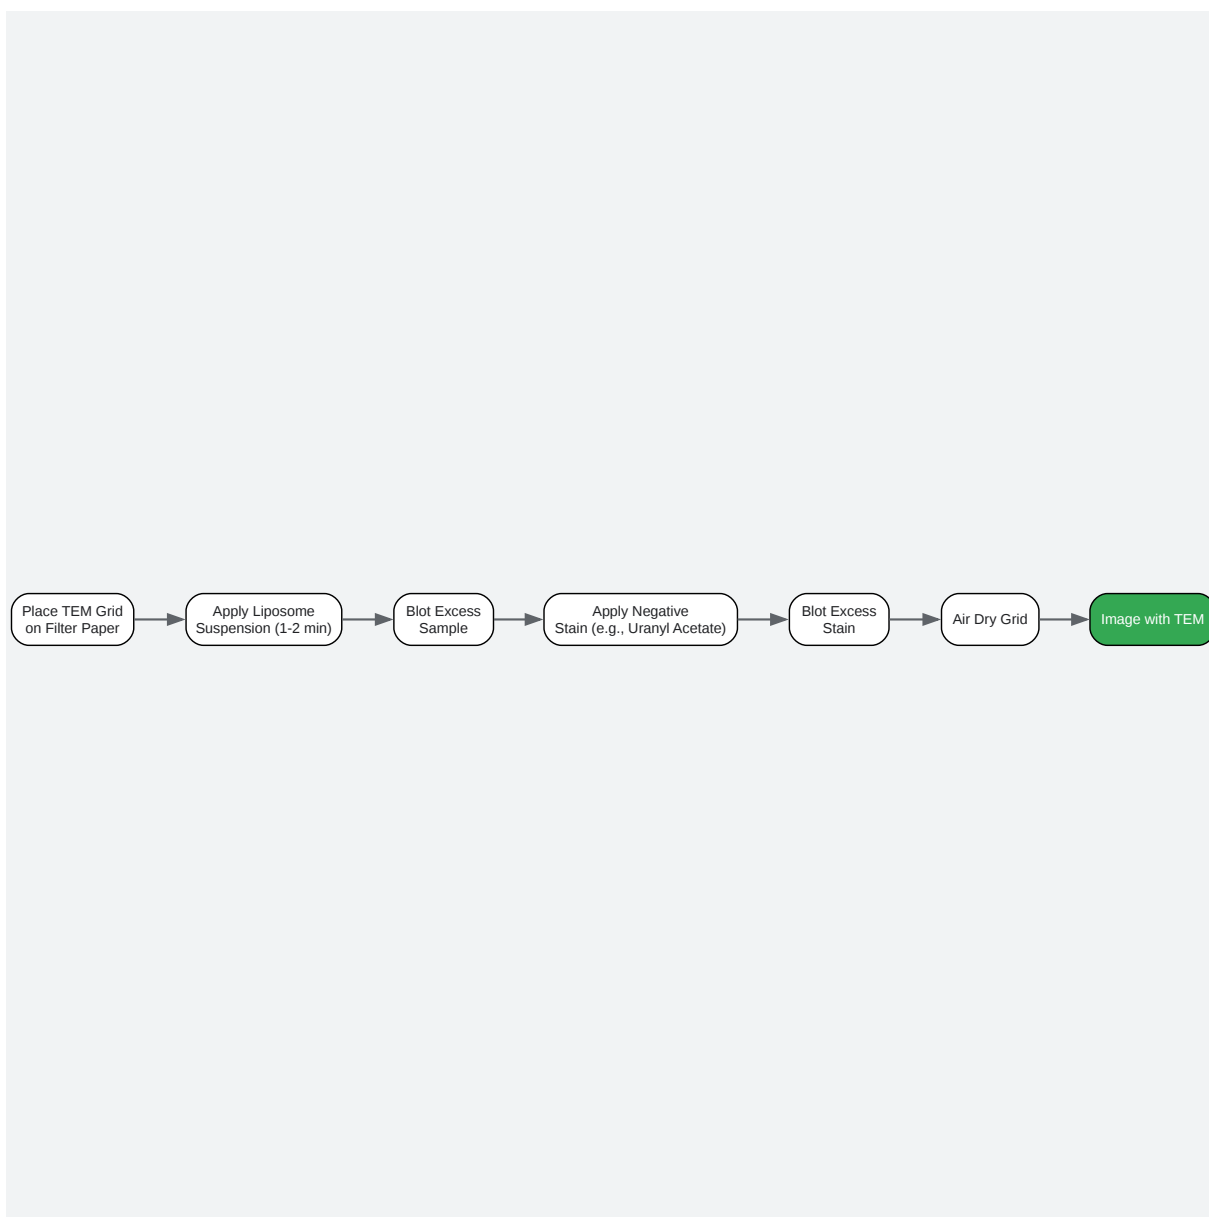 Place TEM Grid
on Filter Paper
Apply Liposome
Suspension (1-2 min)
Blot Excess
Sample
Apply Negative
Stain (e.g., Uranyl Acetate)
Blot Excess
Stain
Air Dry Grid
Image with TEM